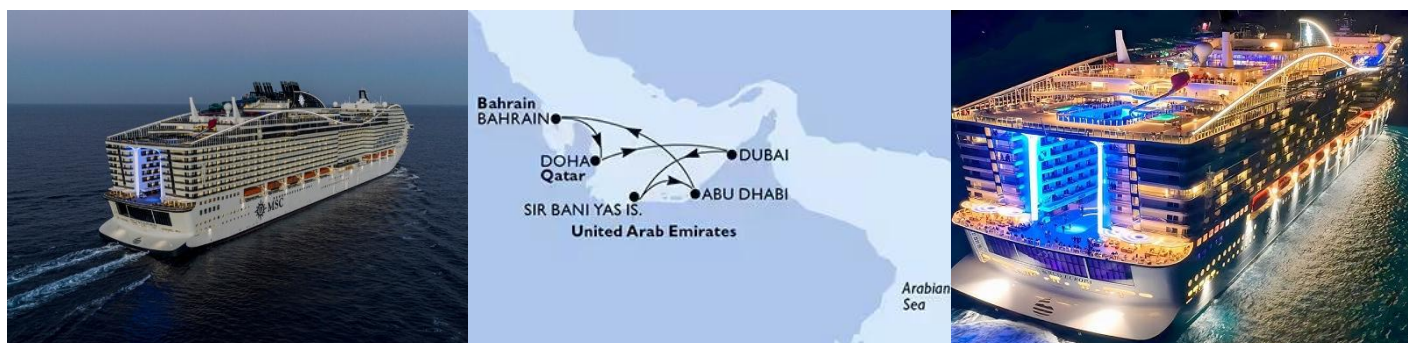 MSC
Bahrain
BAHRAIN
DOHA
Qatar
DUBAI
ABU DHABI
SIR BANI YAS IS.
United Arab Emirates
Arabian
Sea